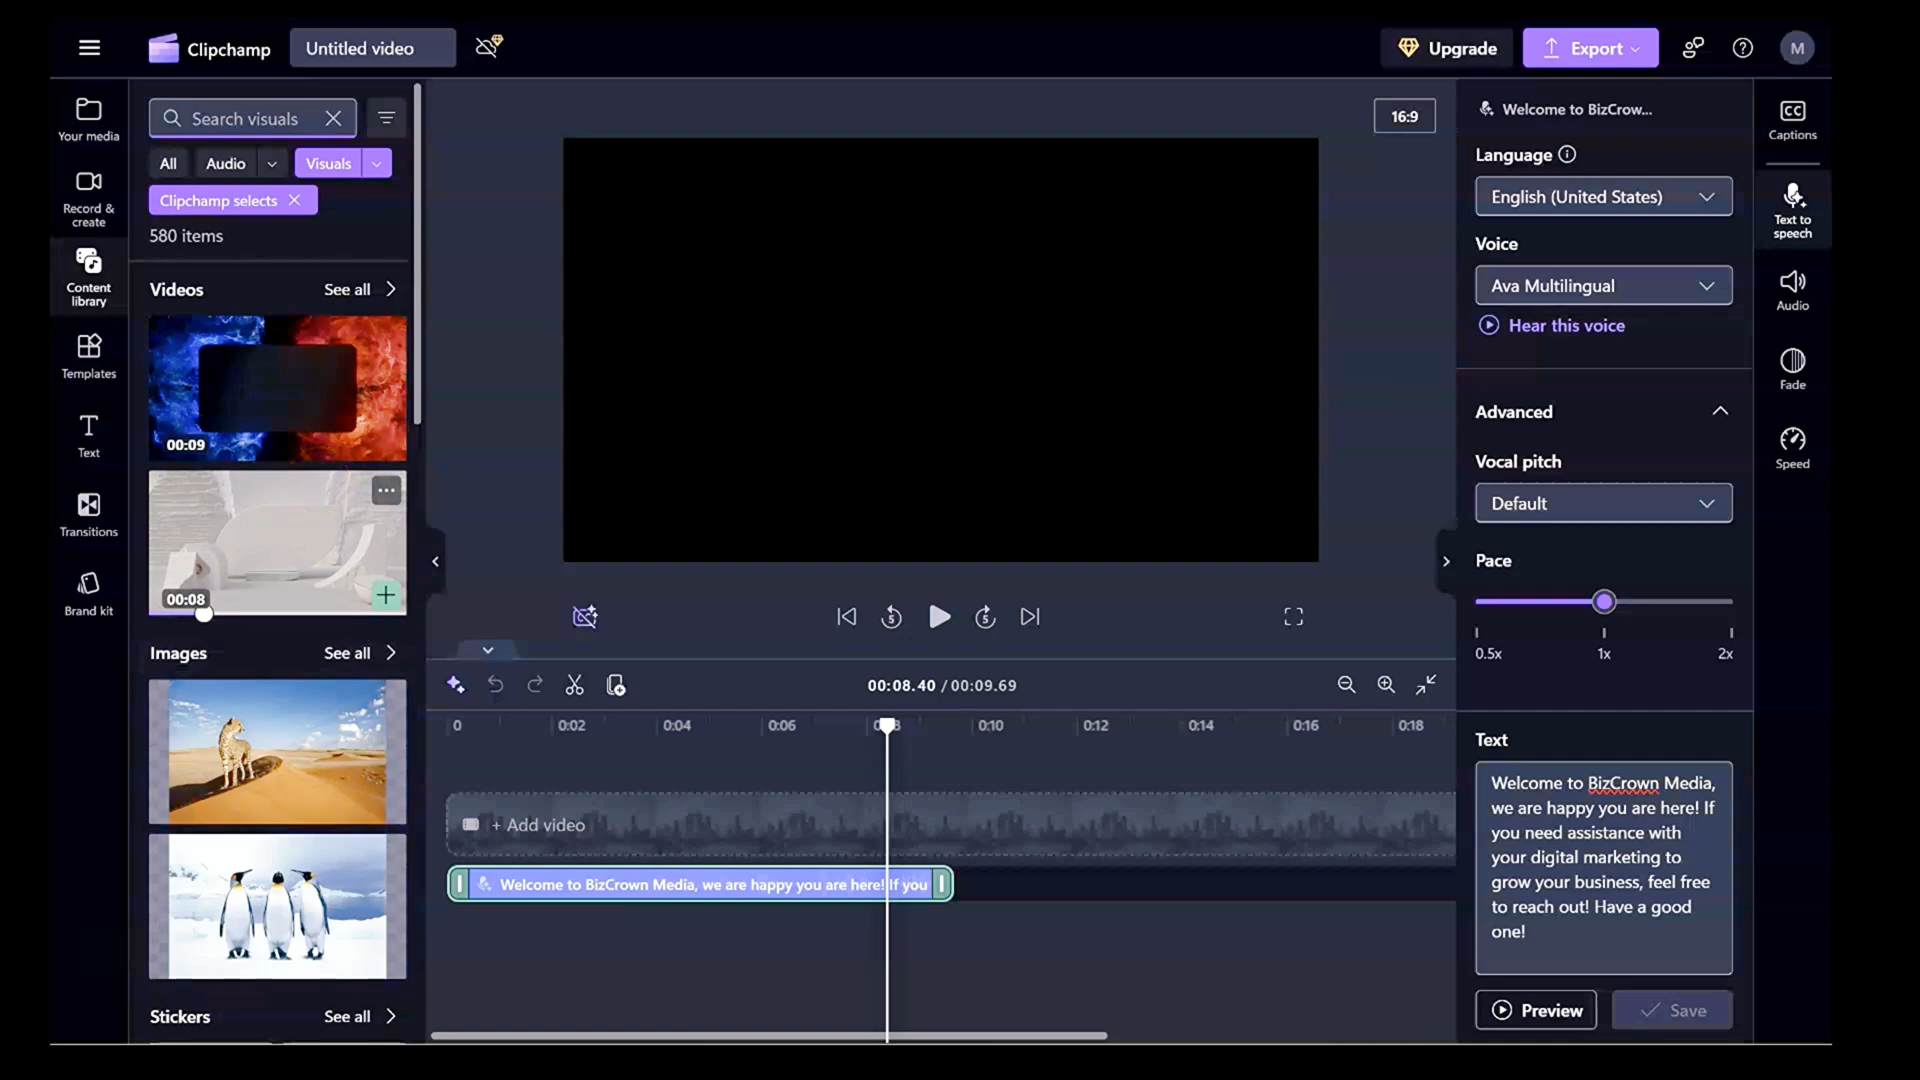 Clipchamp
Untitled video
Upgrade
Export
M
Your media
Record &
create
Content
library
Templates
Text
Transitions
Brand kit
Search visuals
All
Audio
Visuals
Clipchamp selects
580 items
Videos
See all
00:09
00:08
Images
See all
Stickers
See all
16:9
5
5
00:08.40 / 00:09.69
0
0:02
0:04
0:06
0:10
0:12
0:14
0:16
0:18
+ Add video
Welcome to BizCrown Media, we are happy you are here! If you
Welcome to BizCrow...
Language
English (United States)
Voice
Ava Multilingual
Hear this voice
Advanced
Vocal pitch
Default
Pace
0.5x
1x
2x
Text
Welcome to BizCrown Media,
we are happy you are here! If
you need assistance with
your digital marketing to
grow your business, feel free
to reach out! Have a good
one!
Preview
Save
CC
Captions
Text to
speech
Audio
Fade
Speed